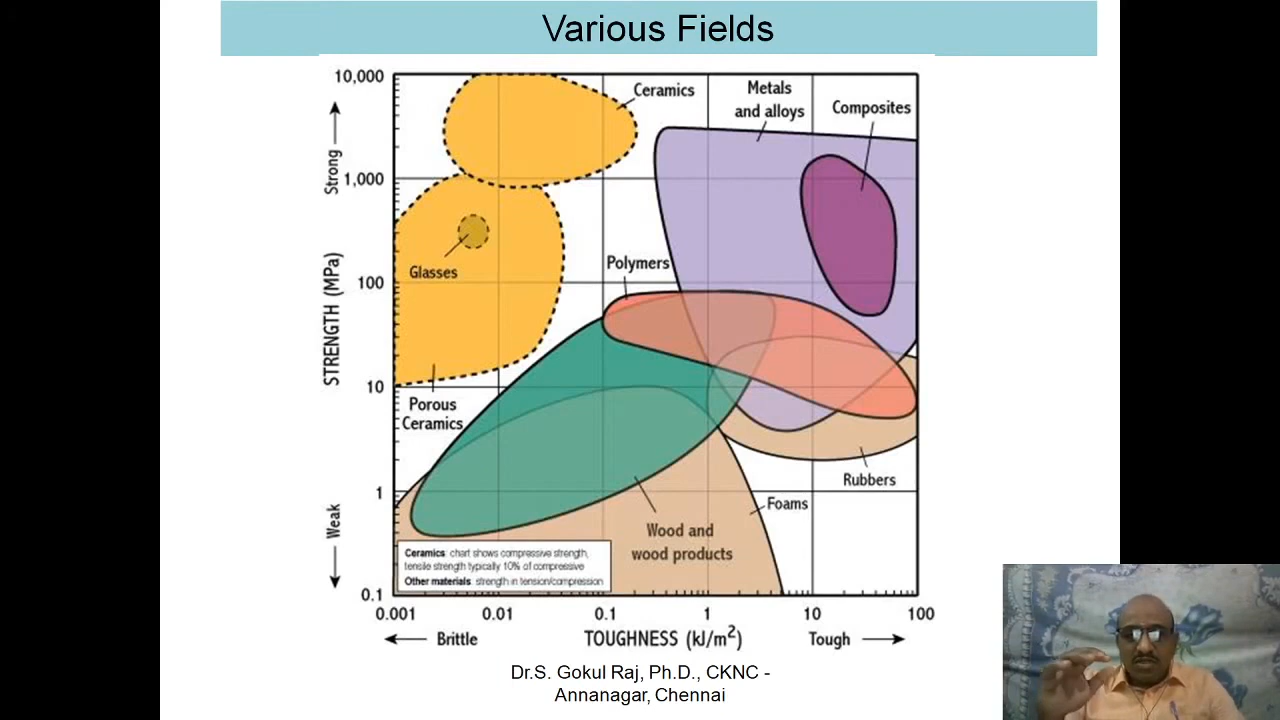 Various Fields
10,000
Ceramics
Metals
and alloys
Composites
Strong
1,000
Glasses
Polymers
100
STRENGTH (MPa)
10
Porous
Ceramics
Rubbers
1
Foams
Weak
Wood and
wood products
Ceramics: chart shows compressive strength,
tensile strength typically 10% of compressive
Other materials: strength in tension/compression
0.1
0.001
0.01
0.1
1
10
100
Brittle
TOUGHNESS (kJ/m²)
Tough
Dr.S. Gokul Raj, Ph.D., CKNC -
Annanagar, Chennai